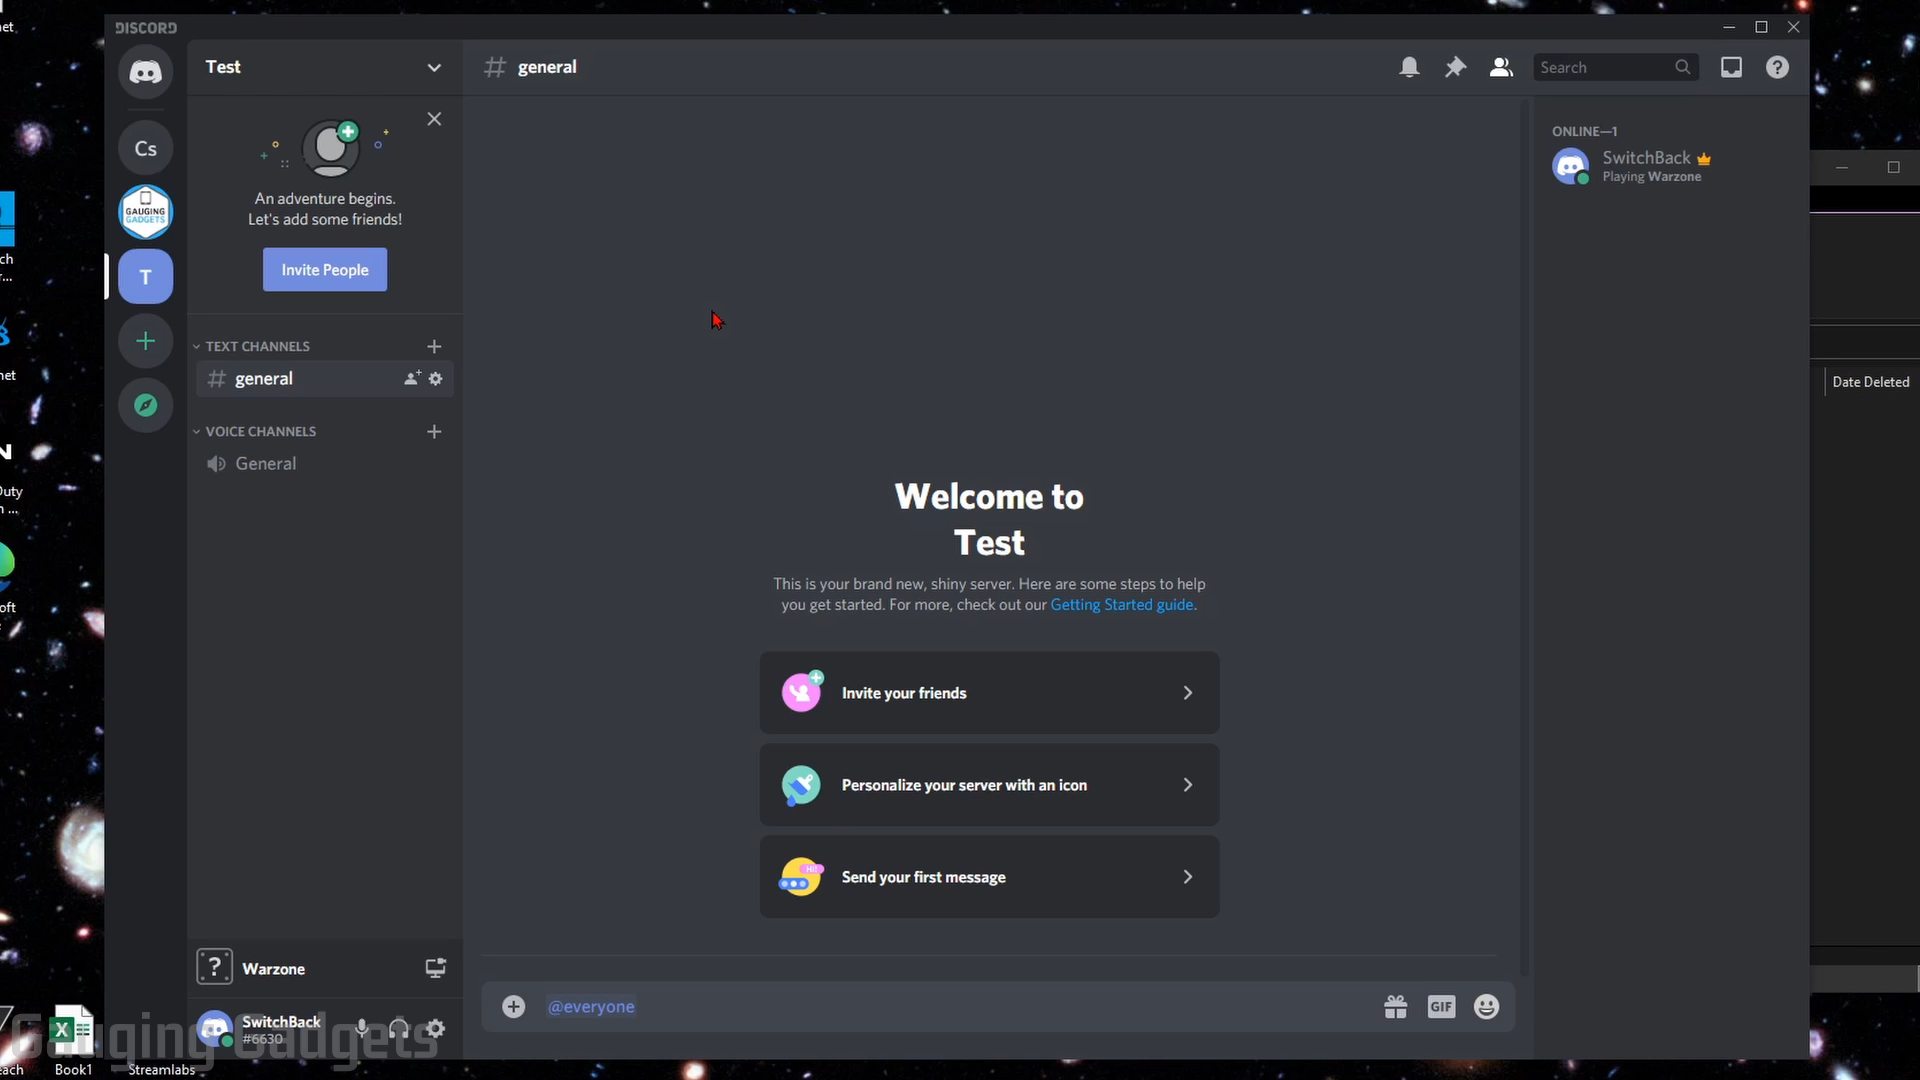 net
DISCORD
Test
general
Search
Cs
GAUGING
GADGETS
An adventure begins.
Let's add some friends!
Invite People
T
TEXT CHANNELS
general
VOICE CHANNELS
General
ONLINE—1
SwitchBack
Playing Warzone
Date Deleted
Welcome to
Test
This is your brand new, shiny server. Here are some steps to help
you get started. For more, check out our Getting Started guide.
Invite your friends
Personalize your server with an icon
HI!
Send your first message
? Warzone
@everyone
GIF
SwitchBack
#6630
Gauging Gadgets
Book1
Streamlabs